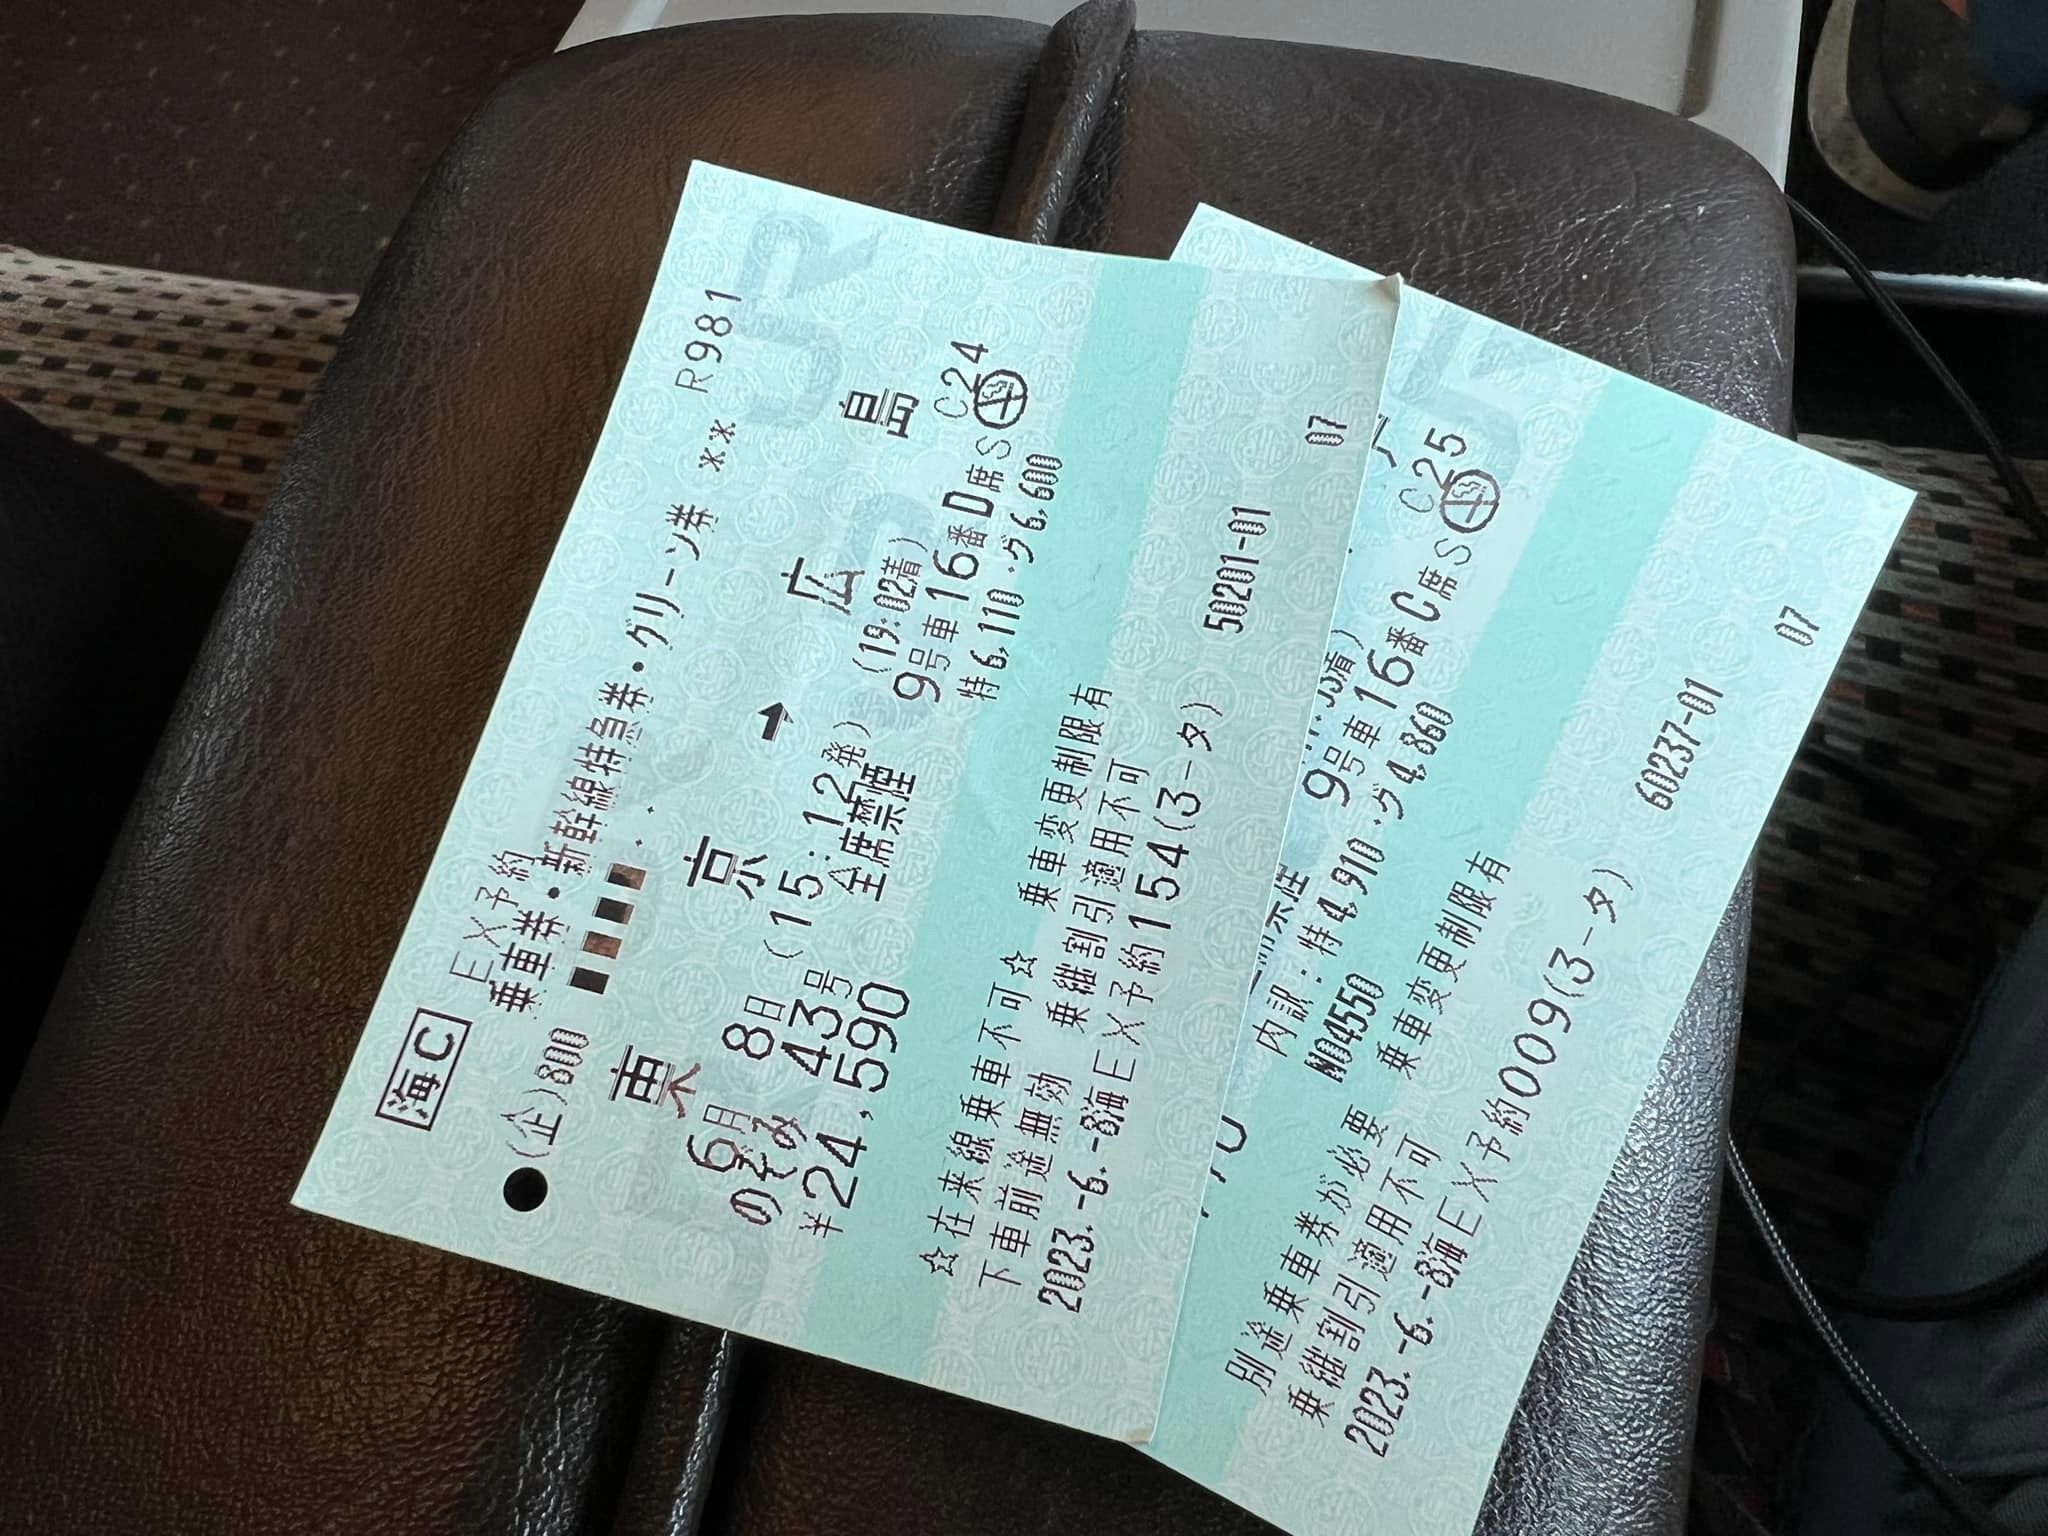 海C
EX予約
乗車券・新幹線特急券・グリーン券 ** R981
(企)800
東京 → 広島
6月 8日 (15:12発) (19:02着) C24
のぞみ 43号 全席禁煙 9号車16番D席S
¥24,590 特6,110・グ6,600
☆在来線乗車不可☆ 乗車変更制限有
下車前途無効 乗継割引適用不可
2023.-6.-8海EX予約154(3-タ) 50201-01 07
C25
9号車16番C席S
内訳:特4,910・グ4,860
N04550
別途乗車券が必要 乗車変更制限有
乗継割引適用不可
2023.-6.-8海EX予約009(3-タ) 60237-01 07